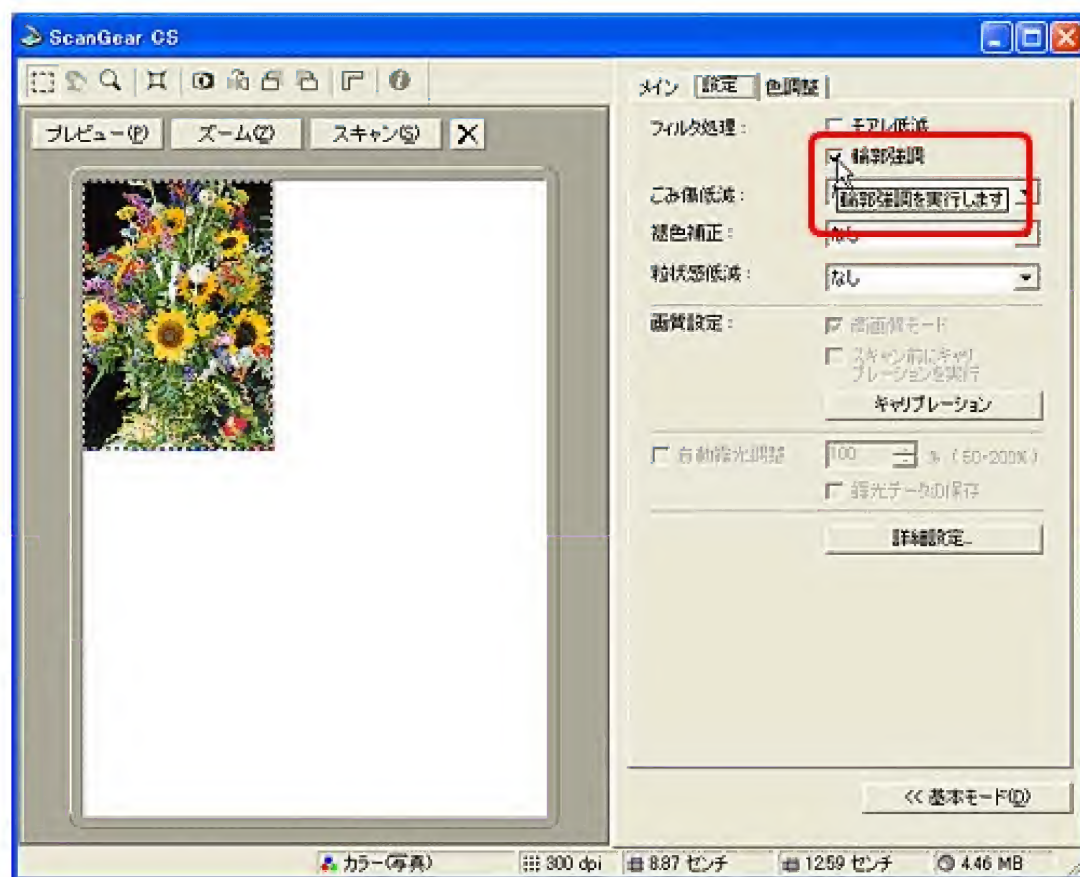 ScanGear CS
メイン 設定 色調整
プレビュー(P) ズーム(Z) スキャン(S)
フィルタ処理: モアレ低減
輪郭強調
ごみ傷低減:
輪郭強調を実行します
褪色補正: なし
粒状感低減: なし
画質設定: 高画質モード
スキャン前にキャリ
ブレーションを実行
キャリブレーション
自動露光調整 100 % (50-200%)
露光データの保存
詳細設定...
<< 基本モード(D)
カラー(写真) 300 dpi 8.87 センチ 12.59 センチ 4.46 MB